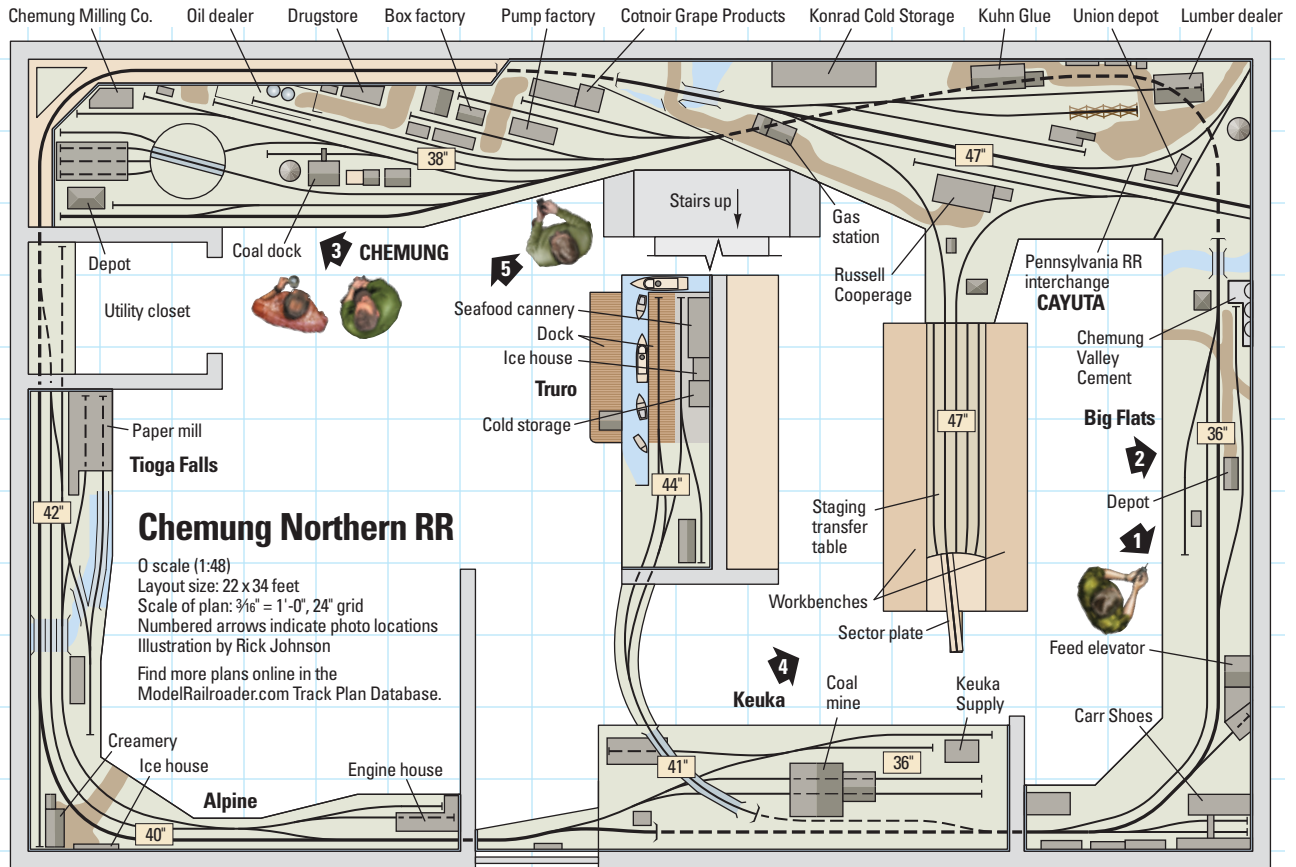 Chemung Milling Co.
Oil dealer
Drugstore
Box factory
Pump factory
Cotnoir Grape Products
Konrad Cold Storage
Kuhn Glue
Union depot
Lumber dealer
38"
47"
Stairs up
Gas
station
Russell
Cooperage
Pennsylvania RR
interchange
CAYUTA
Depot
Coal dock
3
CHEMUNG
5
Utility closet
Seafood cannery
Dock
Ice house
Truro
Cold storage
44"
Chemung
Valley
Cement
Big Flats
36"
2
Depot
1
47"
Staging
transfer
table
Workbenches
Sector plate
Feed elevator
Carr Shoes
Paper mill
Tioga Falls
42"
Chemung Northern RR
O scale (1:48)
Layout size: 22 x 34 feet
Scale of plan: 3⁄16" = 1'-0", 24" grid
Numbered arrows indicate photo locations
Illustration by Rick Johnson
Find more plans online in the
ModelRailroader.com Track Plan Database.
4
Keuka
Coal
mine
Keuka
Supply
41"
36"
Creamery
Ice house
Alpine
Engine house
40"